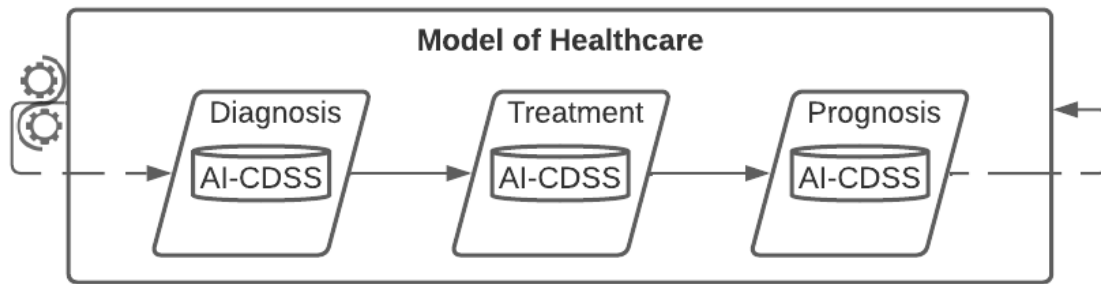 Model of Healthcare
Diagnosis
Treatment
Prognosis
AI-CDSS
AI-CDSS
AI-CDSS